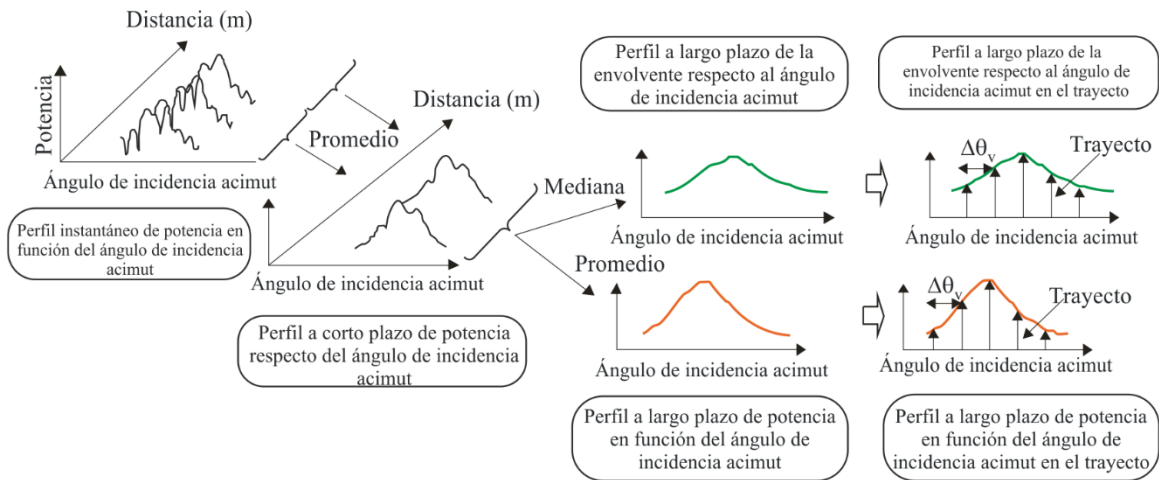 Distancia (m)
Potencia
Ángulo de incidencia acimut
Perfil instantáneo de potencia en
función del ángulo de incidencia
acimut
Promedio
Distancia (m)
Ángulo de incidencia acimut
Perfil a corto plazo de potencia
respecto del ángulo de incidencia
acimut
Mediana
Promedio
Perfil a largo plazo de la
envolvente respecto al ángulo
de incidencia acimut
Ángulo de incidencia acimut
Perfil a largo plazo de la
envolvente respecto al ángulo de
incidencia acimut en el trayecto
Δθv
Trayecto
Ángulo de incidencia acimut
Ángulo de incidencia acimut
Perfil a largo plazo de potencia
en función del ángulo de
incidencia acimut
Δθv
Trayecto
Ángulo de incidencia acimut
Perfil a largo plazo de potencia
en función del ángulo de
incidencia acimut en el trayecto